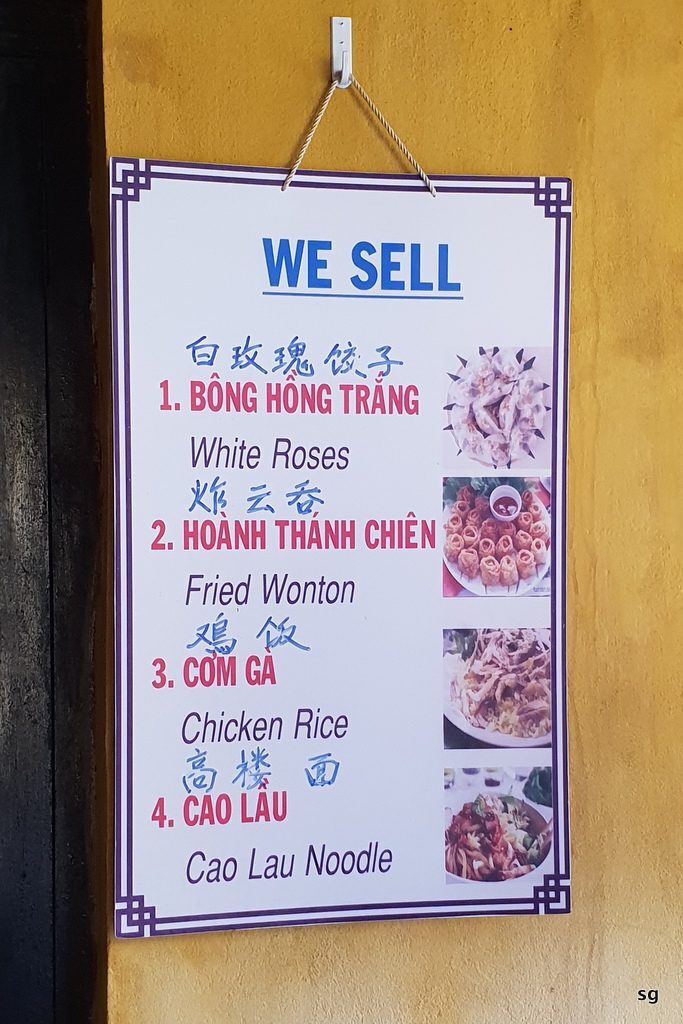 WE SELL
白玫瑰饺子
1. BÔNG HỒNG TRẮNG
White Roses
炸云吞
2. HOÀNH THÁNH CHIÊN
Fried Wonton
鸡饭
3. CƠM GÀ
Chicken Rice
高楼面
4. CAO LẦU
Cao Lau Noodle
sg